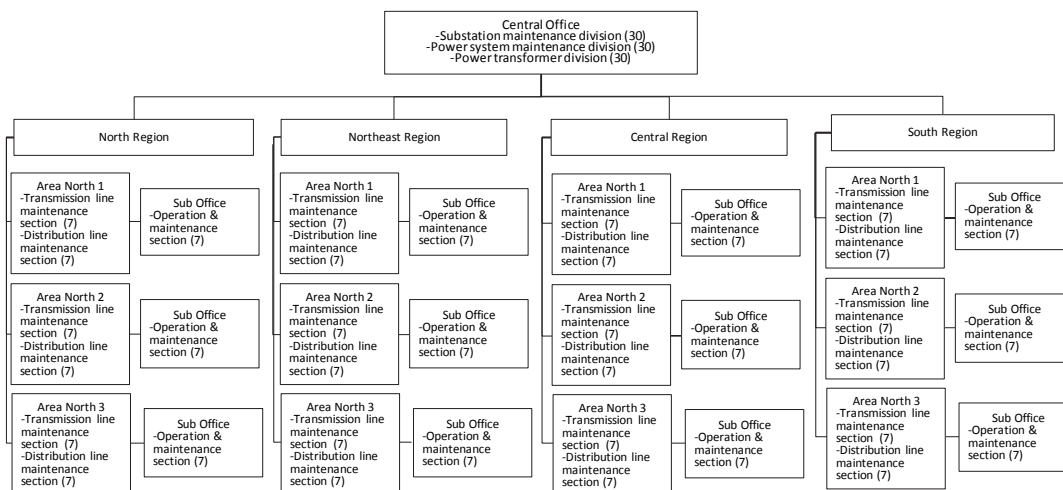 Central Office
-Substation maintenance division (30)
-Power system maintenance division (30)
-Power transformer division (30)
North Region
Northeast Region
Central Region
South Region
Area North 1
-Transmission line
maintenance
section (7)
-Distribution line
maintenance
section (7)
Sub Office
-Operation &
maintenance
section (7)
Area North 1
-Transmission line
maintenance
section (7)
-Distribution line
maintenance
section (7)
Sub Office
-Operation &
maintenance
section (7)
Area North 1
-Transmission line
maintenance
section (7)
-Distribution line
maintenance
section (7)
Sub Office
-Operation &
maintenance
section (7)
Area North 1
-Transmission line
maintenance
section (7)
-Distribution line
maintenance
section (7)
Sub Office
-Operation &
maintenance
section (7)
Area North 2
-Transmission line
maintenance
section (7)
-Distribution line
maintenance
section (7)
Sub Office
-Operation &
maintenance
section (7)
Area North 2
-Transmission line
maintenance
section (7)
-Distribution line
maintenance
section (7)
Sub Office
-Operation &
maintenance
section (7)
Area North 2
-Transmission line
maintenance
section (7)
-Distribution line
maintenance
section (7)
Sub Office
-Operation &
maintenance
section (7)
Area North 2
-Transmission line
maintenance
section (7)
-Distribution line
maintenance
section (7)
Sub Office
-Operation &
maintenance
section (7)
Area North 3
-Transmission line
maintenance
section (7)
-Distribution line
maintenance
section (7)
Sub Office
-Operation &
maintenance
section (7)
Area North 3
-Transmission line
maintenance
section (7)
-Distribution line
maintenance
section (7)
Sub Office
-Operation &
maintenance
section (7)
Area North 3
-Transmission line
maintenance
section (7)
-Distribution line
maintenance
section (7)
Sub Office
-Operation &
maintenance
section (7)
Area North 3
-Transmission line
maintenance
section (7)
-Distribution line
maintenance
section (7)
Sub Office
-Operation &
maintenance
section (7)